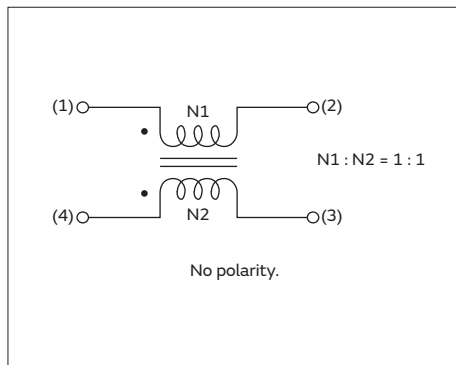 (1) N1 (2)
N1 : N2 = 1 : 1
(4) N2 (3)
No polarity.